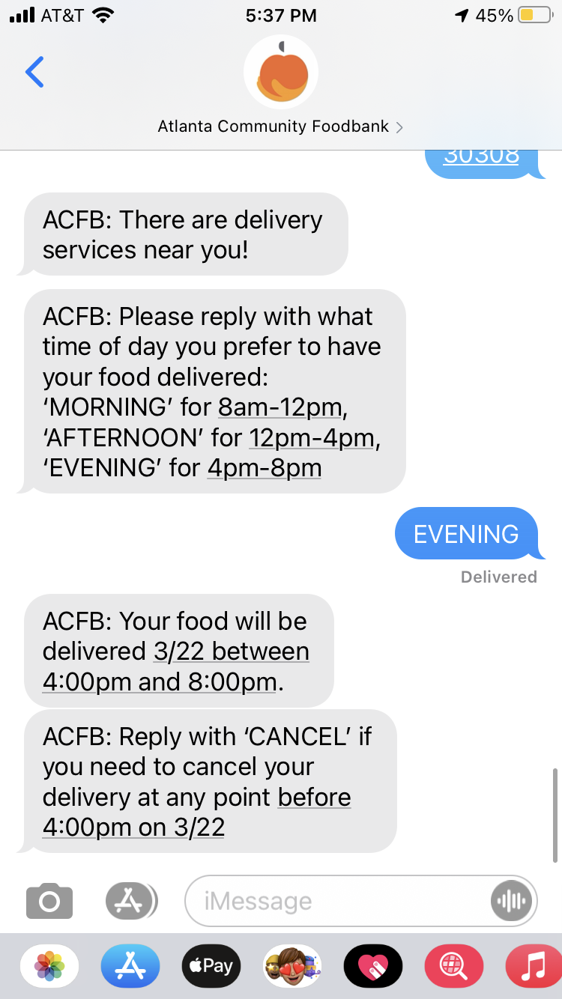 AT&T
5:37 PM
45%
Atlanta Community Foodbank
30308
ACFB: There are delivery
services near you!
ACFB: Please reply with what
time of day you prefer to have
your food delivered:
‘MORNING’ for 8am-12pm,
‘AFTERNOON’ for 12pm-4pm,
‘EVENING’ for 4pm-8pm
EVENING
Delivered
ACFB: Your food will be
delivered 3/22 between
4:00pm and 8:00pm.
ACFB: Reply with ‘CANCEL’ if
you need to cancel your
delivery at any point before
4:00pm on 3/22
iMessage
Pay